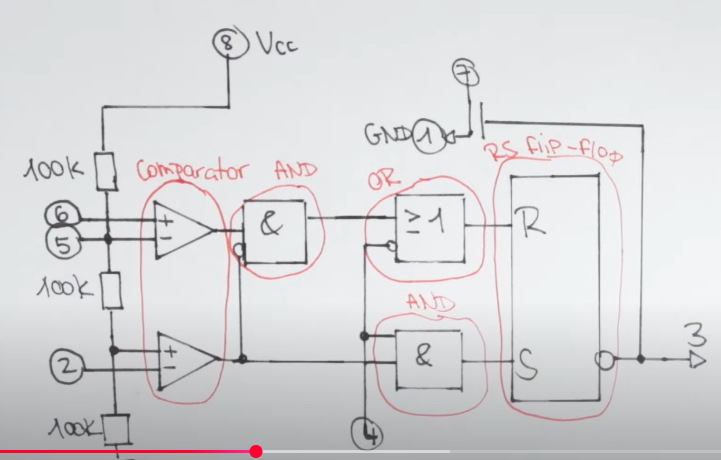 8 Vcc
7
GND 1
RS flip-flop
100k
Comparator
AND
OR
6
+
&
≥1
R
5
-
100k
AND
3
2
+
-
&
S
100k
4